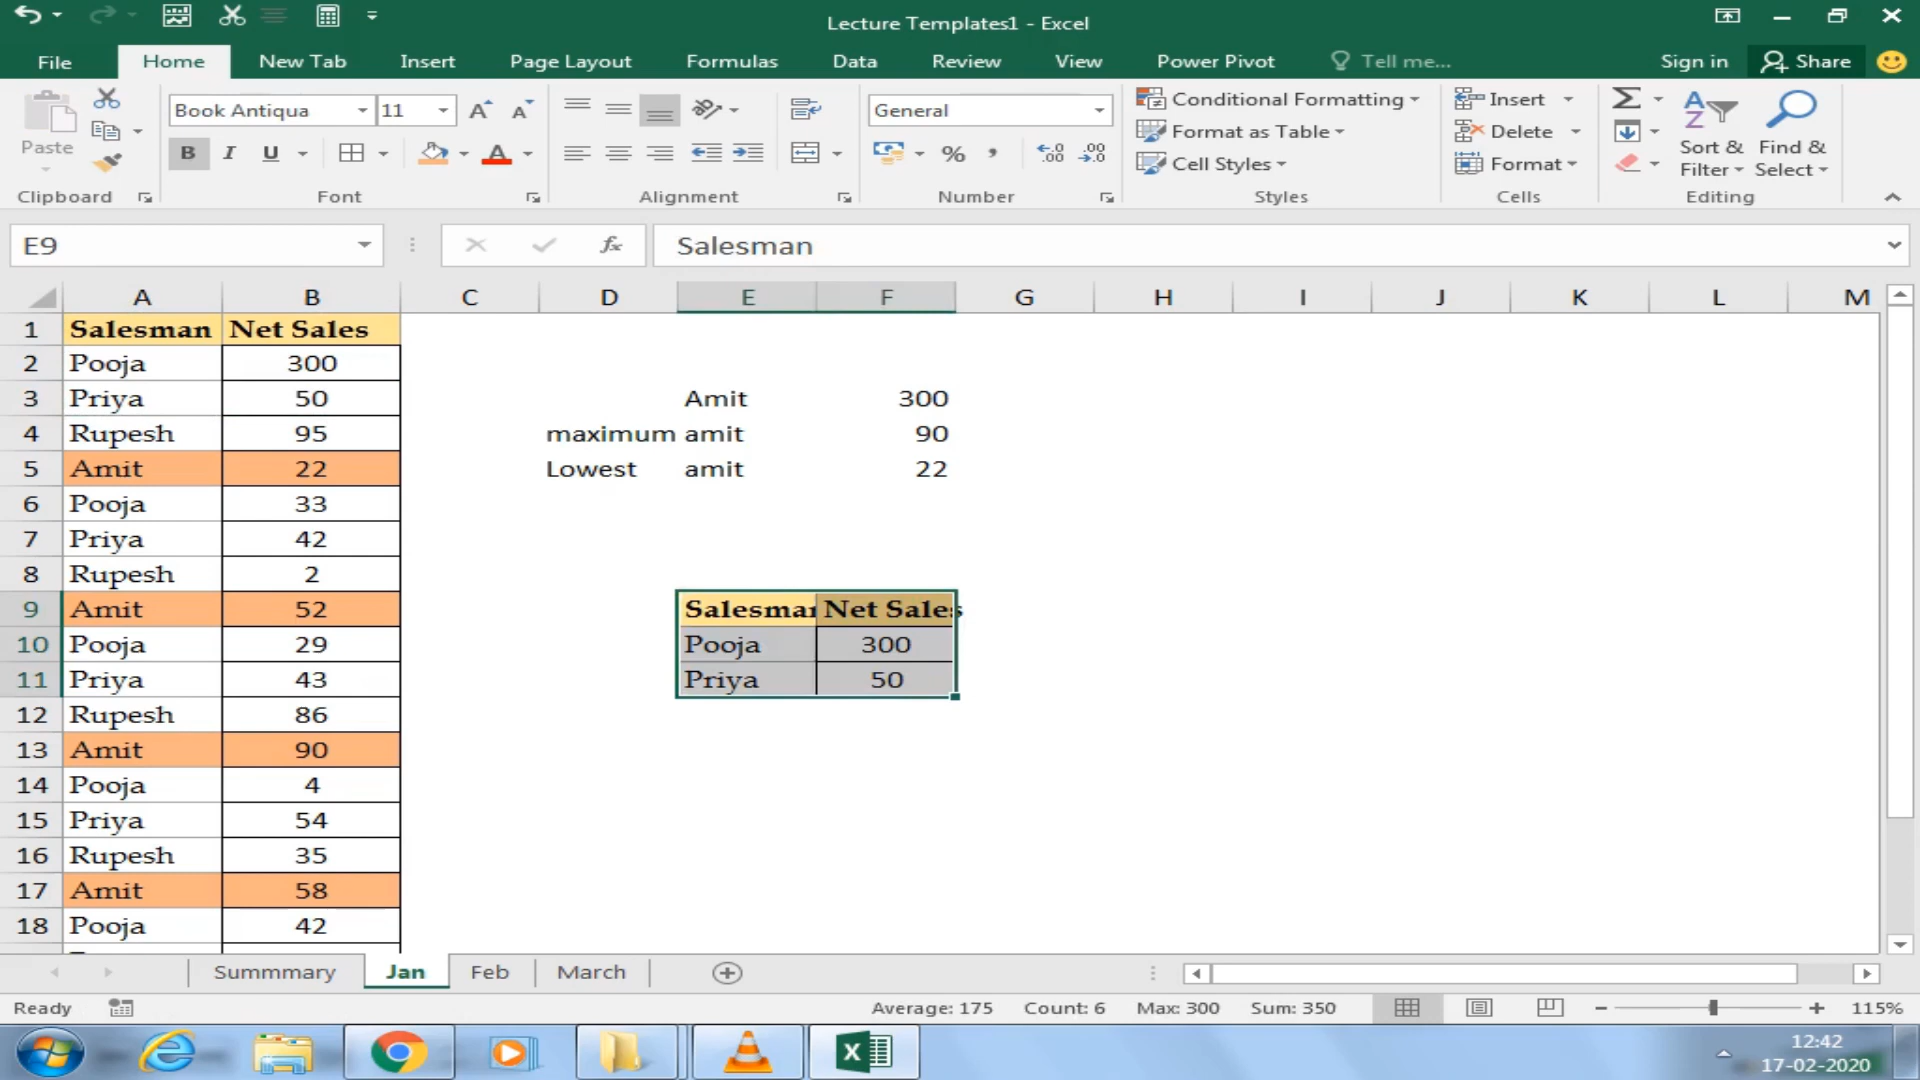 Lecture Templates1 - Excel
File Home New Tab Insert Page Layout Formulas Data Review View Power Pivot Tell me... Sign in Share
Paste
Book Antiqua 11
B I U A
General
% ,
Conditional Formatting
Format as Table
Cell Styles
Insert
Delete
Format
Sort & Filter
Find & Select
Clipboard Font Alignment Number Styles Cells Editing
E9 fx Salesman
A B C D E F G H I J K L M
1 Salesman Net Sales
2 Pooja 300
3 Priya 50 Amit 300
4 Rupesh 95 maximum amit 90
5 Amit 22 Lowest amit 22
6 Pooja 33
7 Priya 42
8 Rupesh 2
9 Amit 52 Salesman Net Sales
10 Pooja 29 Pooja 300
11 Priya 43 Priya 50
12 Rupesh 86
13 Amit 90
14 Pooja 4
15 Priya 54
16 Rupesh 35
17 Amit 58
18 Pooja 42
Summmary Jan Feb March
Ready Average: 175 Count: 6 Max: 300 Sum: 350 115%
12:42
17-02-2020